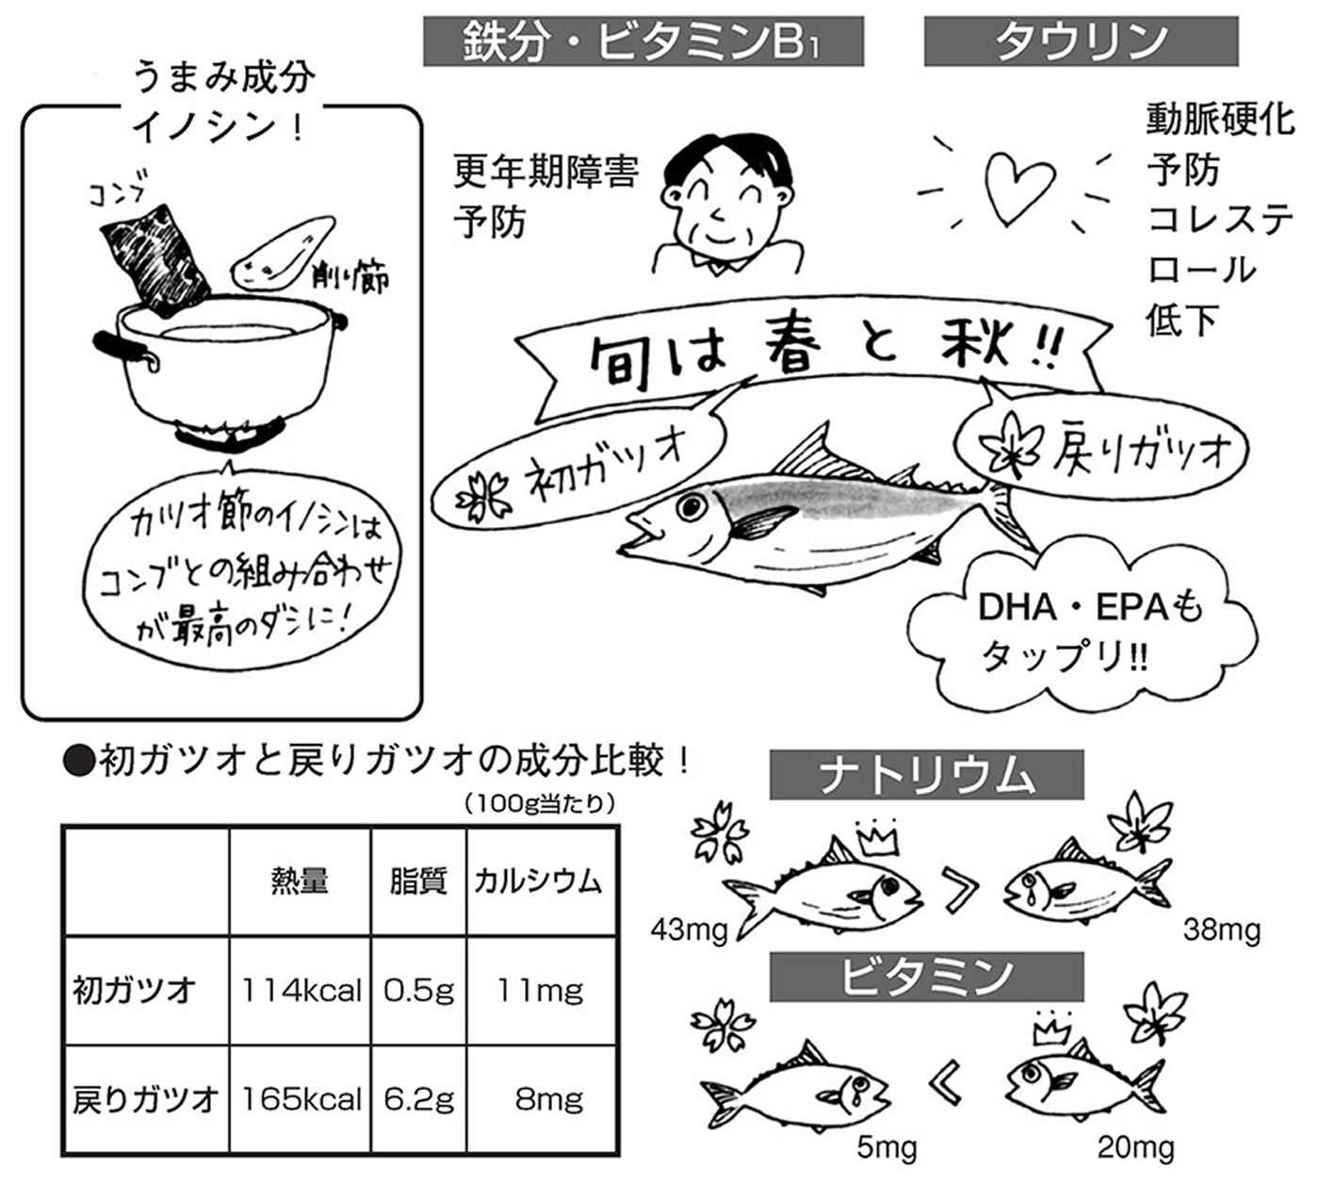 うまみ成分
イノシン！
コンブ
削り節
カツオ節のイノシンは
コンブとの組み合わせ
が最高のダシに！
鉄分・ビタミンB1
更年期障害
予防
タウリン
動脈硬化
予防
コレステ
ロール
低下
旬は春と秋!!
初ガツオ
戻りガツオ
DHA・EPAも
タップリ!!
●初ガツオと戻りガツオの成分比較！
（100g当たり）
熱量 脂質 カルシウム
初ガツオ 114kcal 0.5g 11mg
戻りガツオ 165kcal 6.2g 8mg
ナトリウム
43mg > 38mg
ビタミン
5mg < 20mg